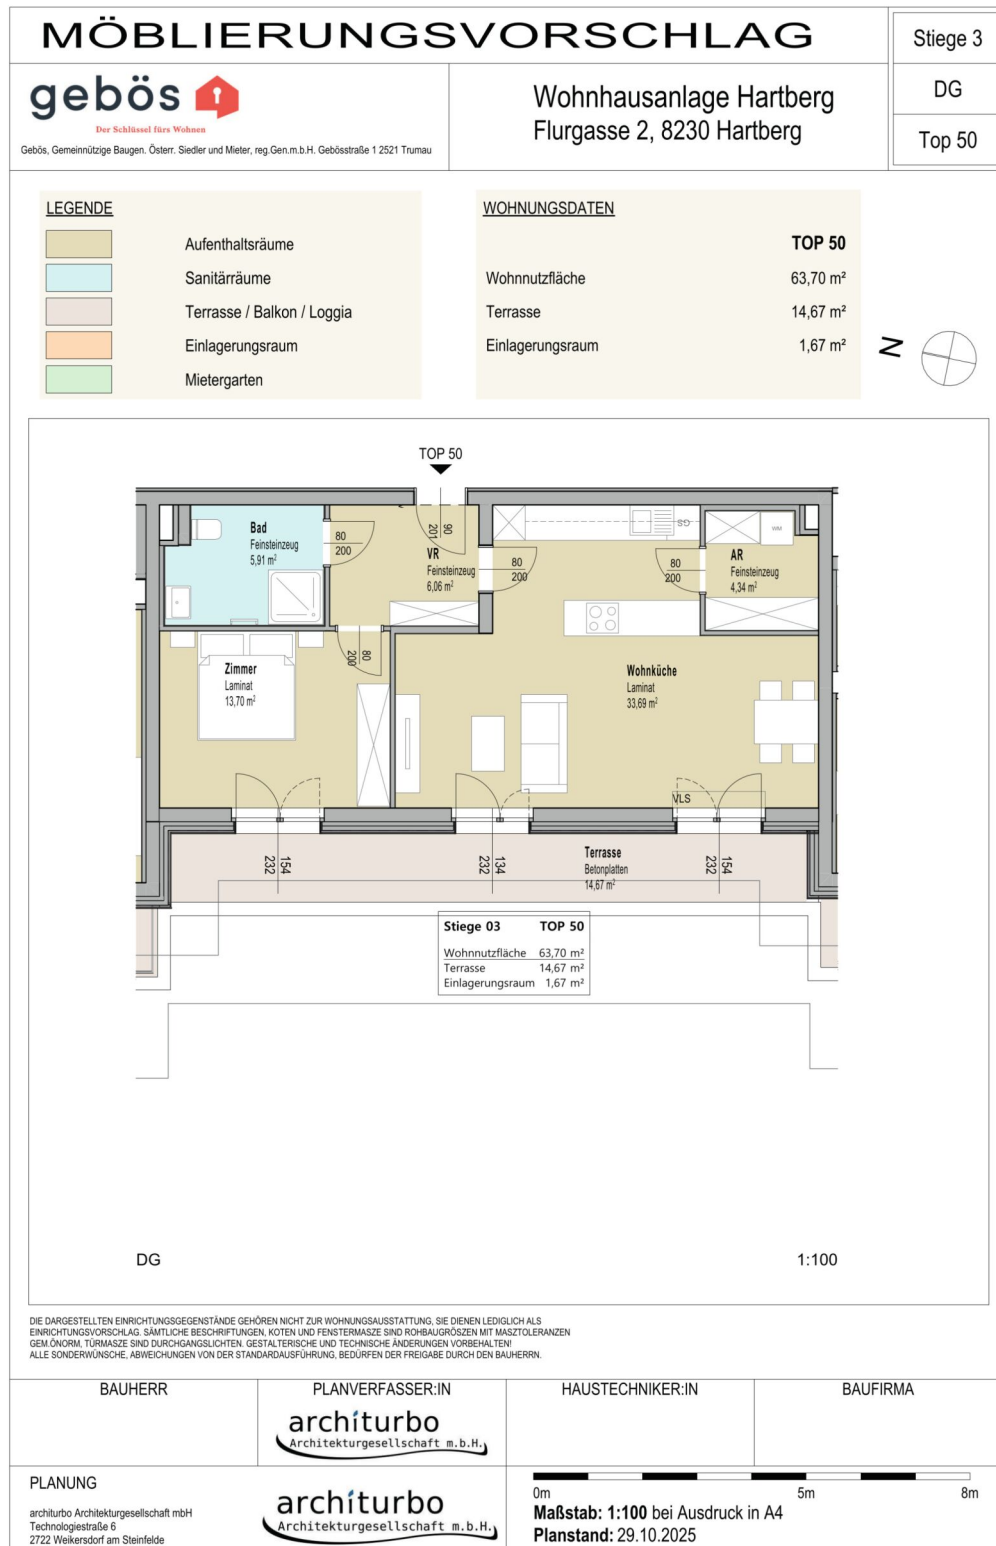 MÖBLIERUNGSVORSCHLAG
Stiege 3
DG
Top 50
gebös
Der Schlüssel fürs Wohnen
Gebös, Gemeinnützige Baugen. Österr. Siedler und Mieter, reg.Gen.m.b.H. Gebösstraße 1 2521 Trumau
Wohnhausanlage Hartberg
Flurgasse 2, 8230 Hartberg
LEGENDE
Aufenthaltsräume
Sanitärräume
Terrasse / Balkon / Loggia
Einlagerungsraum
Mietergarten
WOHNUNGSDATEN
TOP 50
Wohnnutzfläche 63,70 m²
Terrasse 14,67 m²
Einlagerungsraum 1,67 m²
N
TOP 50
Bad
Feinsteinzeug
5,91 m²
80
200
90
201
VR
Feinsteinzeug
6,06 m²
80
200
GS
80
200
WM
AR
Feinsteinzeug
4,34 m²
80
200
Zimmer
Laminat
13,70 m²
Wohnküche
Laminat
33,69 m²
VLS
154
232
134
232
154
232
Terrasse
Betonplatten
14,67 m²
Stiege 03 TOP 50
Wohnnutzfläche 63,70 m²
Terrasse 14,67 m²
Einlagerungsraum 1,67 m²
DG
1:100
DIE DARGESTELLTEN EINRICHTUNGSGEGENSTÄNDE GEHÖREN NICHT ZUR WOHNUNGSAUSSTATTUNG, SIE DIENEN LEDIGLICH ALS
EINRICHTUNGSVORSCHLAG. SÄMTLICHE BESCHRIFTUNGEN, KOTEN UND FENSTERMASZE SIND ROHBAUGRÖSZEN MIT MASZTOLERANZEN
GEM.ÖNORM, TÜRMASZE SIND DURCHGANGSLICHTEN. GESTALTERISCHE UND TECHNISCHE ÄNDERUNGEN VORBEHALTEN!
ALLE SONDERWÜNSCHE, ABWEICHUNGEN VON DER STANDARDAUSFÜHRUNG, BEDÜRFEN DER FREIGABE DURCH DEN BAUHERRN.
BAUHERR
PLANVERFASSER:IN
HAUSTECHNIKER:IN
BAUFIRMA
architurbo
Architekturgesellschaft m.b.H.
PLANUNG
architurbo Architekturgesellschaft mbH
Technologiestraße 6
2722 Weikersdorf am Steinfelde
architurbo
Architekturgesellschaft m.b.H.
0m 5m 8m
Maßstab: 1:100 bei Ausdruck in A4
Planstand: 29.10.2025